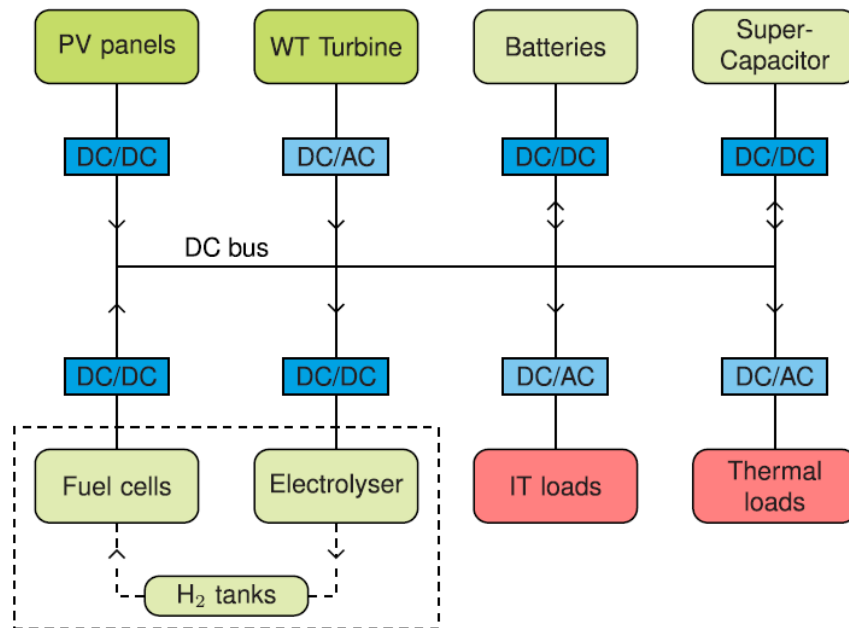 PV panels
WT Turbine
Batteries
Super-
Capacitor
DC/DC
DC/AC
DC/DC
DC/DC
DC bus
DC/DC
DC/DC
DC/AC
DC/AC
Fuel cells
Electrolyser
IT loads
Thermal
loads
H₂ tanks